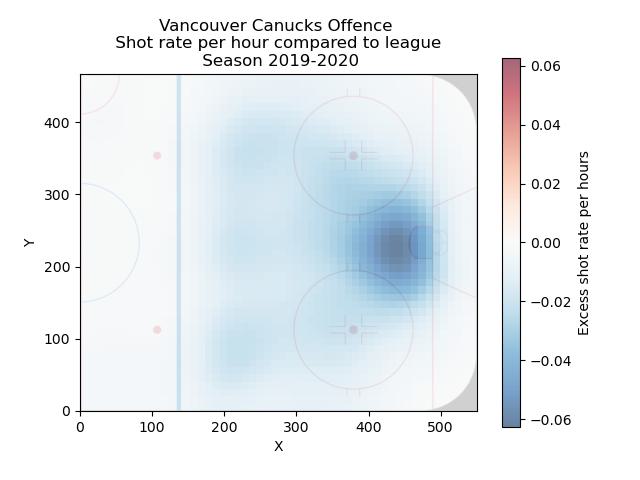 Vancouver Canucks Offence
Shot rate per hour compared to league
Season 2019-2020
400
300
200
100
0
Y
0 100 200 300 400 500
X
0.06
0.04
0.02
0.00
−0.02
−0.04
−0.06
Excess shot rate per hours